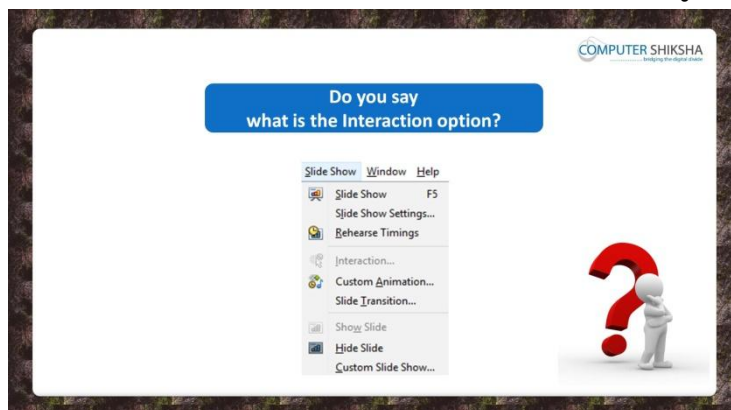 COMPUTER SHIKSHA
bridging the digital divide
Do you say
what is the Interaction option?
Slide Show Window Help
Slide Show F5
Slide Show Settings...
Rehearse Timings
Interaction...
Custom Animation...
Slide Transition...
Show Slide
Hide Slide
Custom Slide Show...